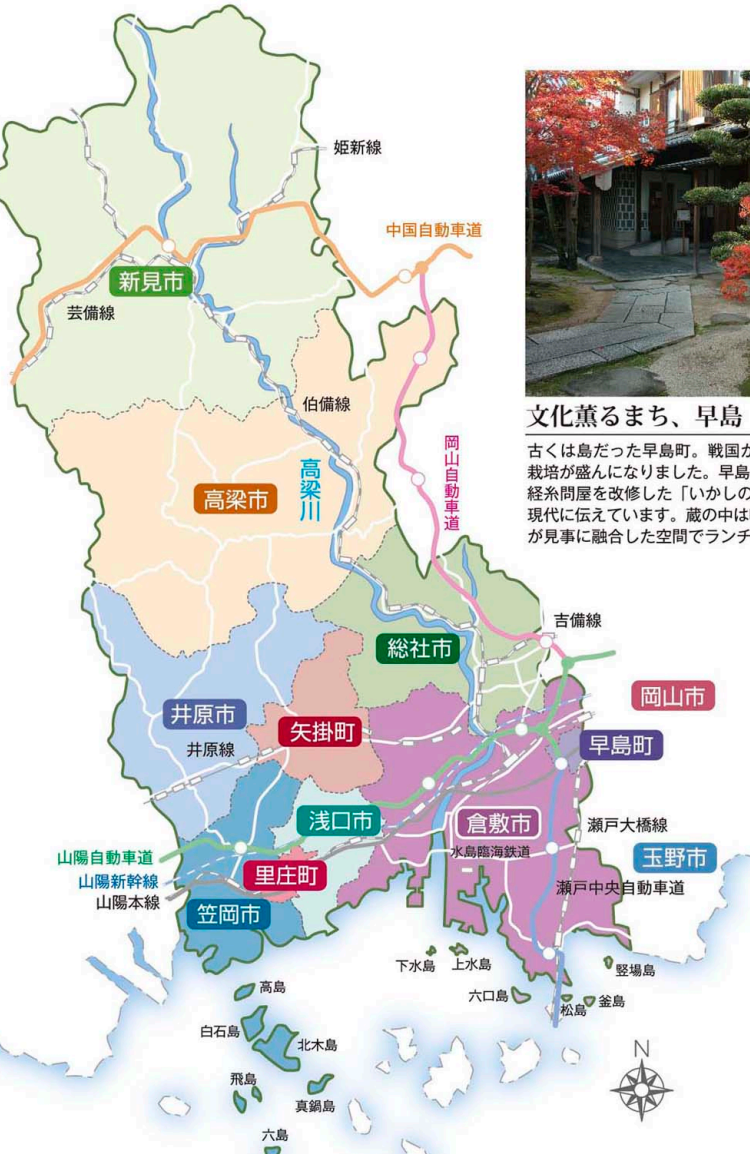 姫新線
中国自動車道
新見市
芸備線
伯備線
文化薫るまち、早島
古くは島だった早島町。戦国か
栽培が盛んになりました。早島
経糸問屋を改修した「いかしの
現代に伝えています。蔵の中は
が見事に融合した空間でランチ
岡山自動車道
高梁川
高梁市
吉備線
総社市
岡山市
井原市
矢掛町
早島町
井原線
浅口市
倉敷市
瀬戸大橋線
水島臨海鉄道
玉野市
山陽自動車道
里庄町
山陽新幹線
瀬戸中央自動車道
山陽本線
笠岡市
下水島
上水島
竪場島
高島
六口島
松島
釜島
白石島
北木島
N
飛島
真鍋島
六島